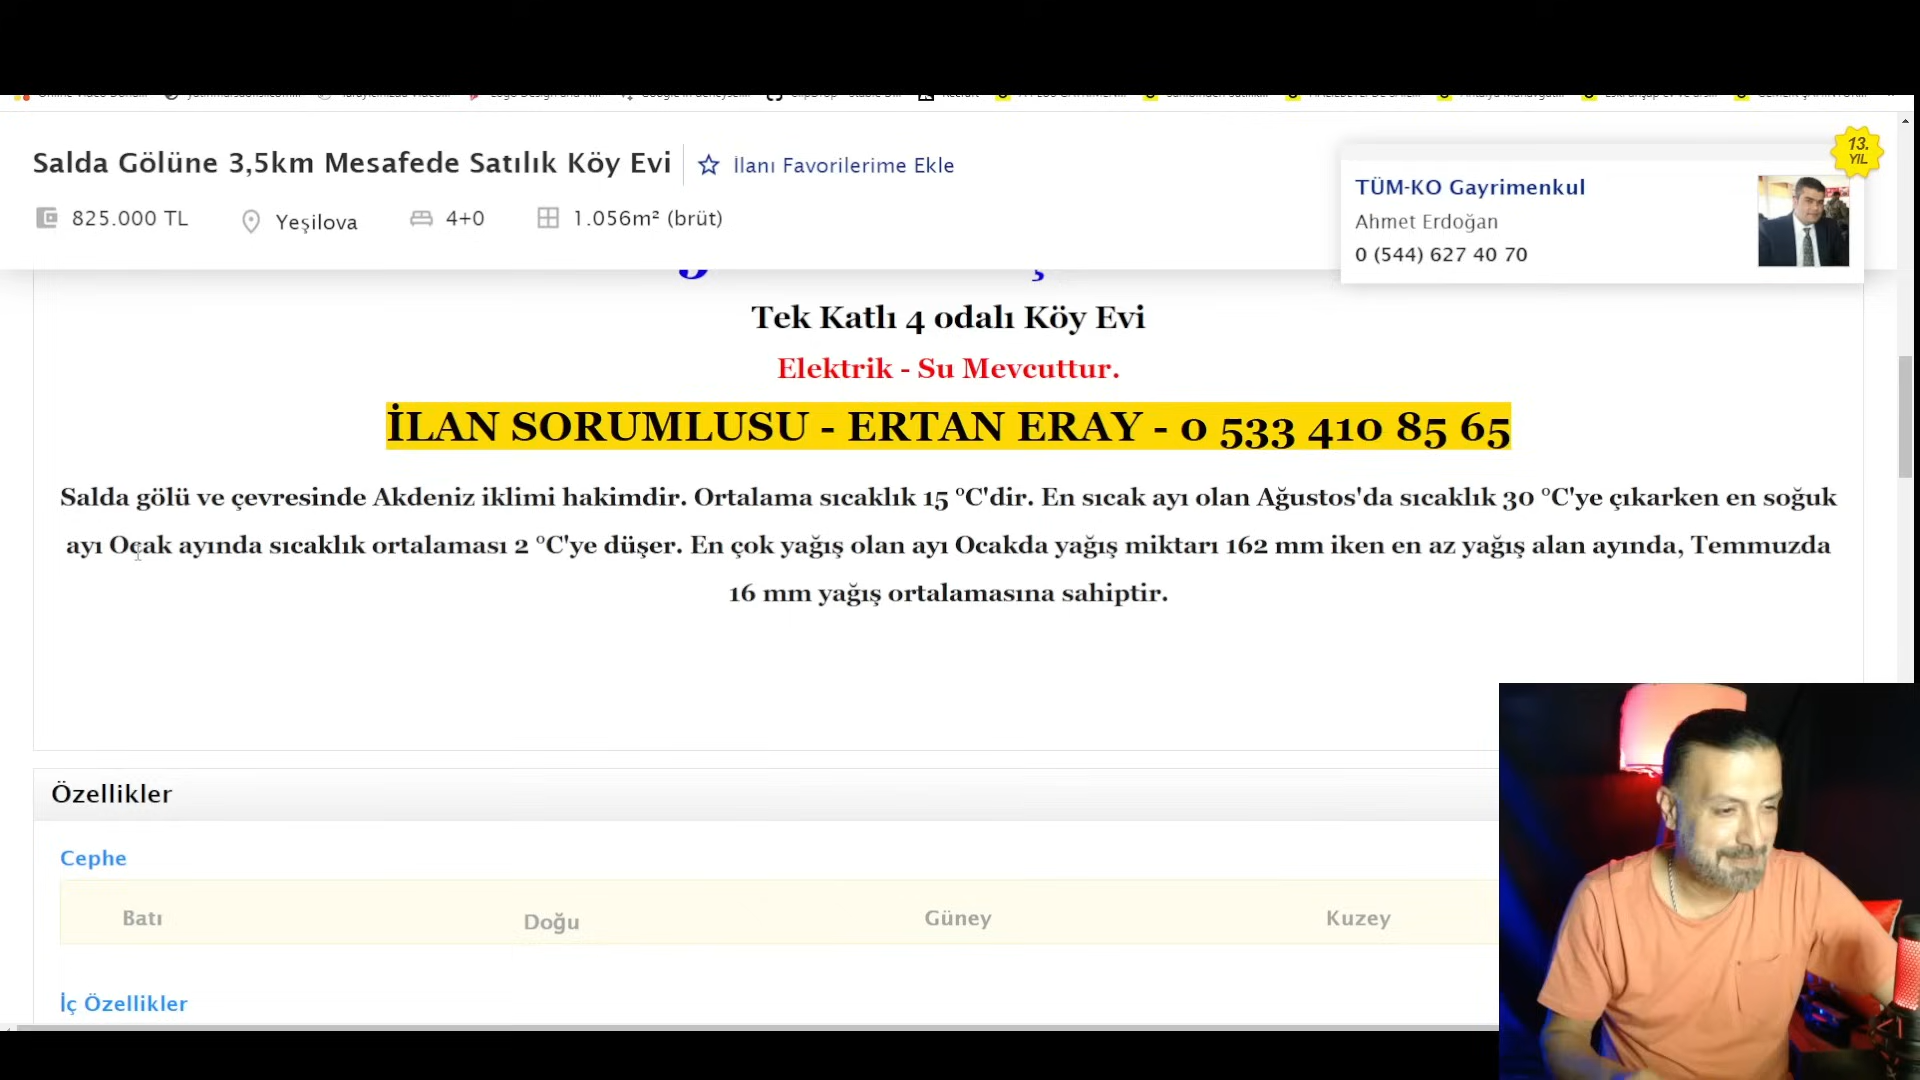 Salda Gölüne 3,5km Mesafede Satılık Köy Evi
İlanı Favorilerime Ekle
825.000 TL
Yeşilova
4+0
1.056m² (brüt)
13.
YIL
TÜM-KO Gayrimenkul
Ahmet Erdoğan
0 (544) 627 40 70
Tek Katlı 4 odalı Köy Evi
Elektrik - Su Mevcuttur.
İLAN SORUMLUSU - ERTAN ERAY - 0 533 410 85 65
Salda gölü ve çevresinde Akdeniz iklimi hakimdir. Ortalama sıcaklık 15 °C'dir. En sıcak ayı olan Ağustos'da sıcaklık 30 °C'ye çıkarken en soğuk
ayı Ocak ayında sıcaklık ortalaması 2 °C'ye düşer. En çok yağış olan ayı Ocakda yağış miktarı 162 mm iken en az yağış alan ayında, Temmuzda
16 mm yağış ortalamasına sahiptir.
Özellikler
Cephe
Batı
Doğu
Güney
Kuzey
İç Özellikler